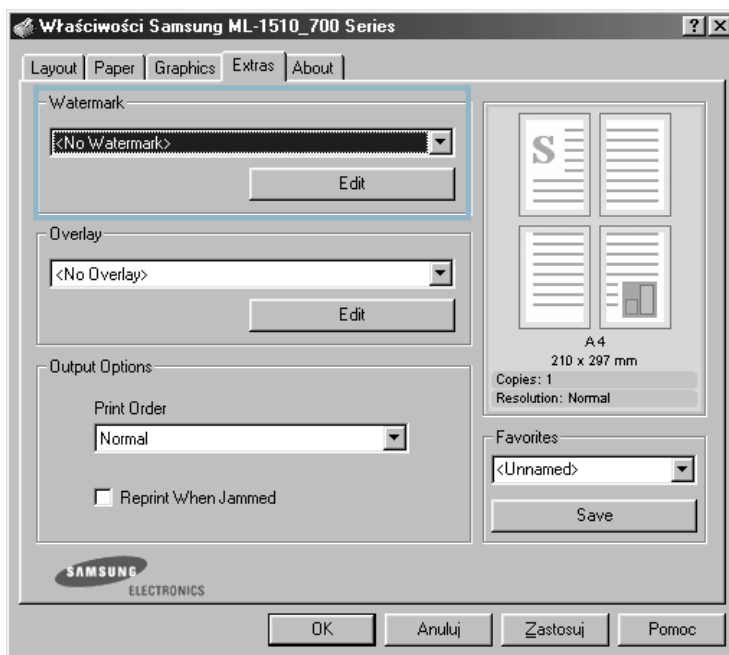 Właściwości Samsung ML-1510_700 Series
Layout Paper Graphics Extras About
Watermark
<No Watermark>
Edit
Overlay
<No Overlay>
Edit
Output Options
Print Order
Normal
Reprint When Jammed
S
A4
210 x 297 mm
Copies: 1
Resolution: Normal
Favorites
<Unnamed>
Save
SAMSUNG
ELECTRONICS
OK Anuluj Zastosuj Pomoc